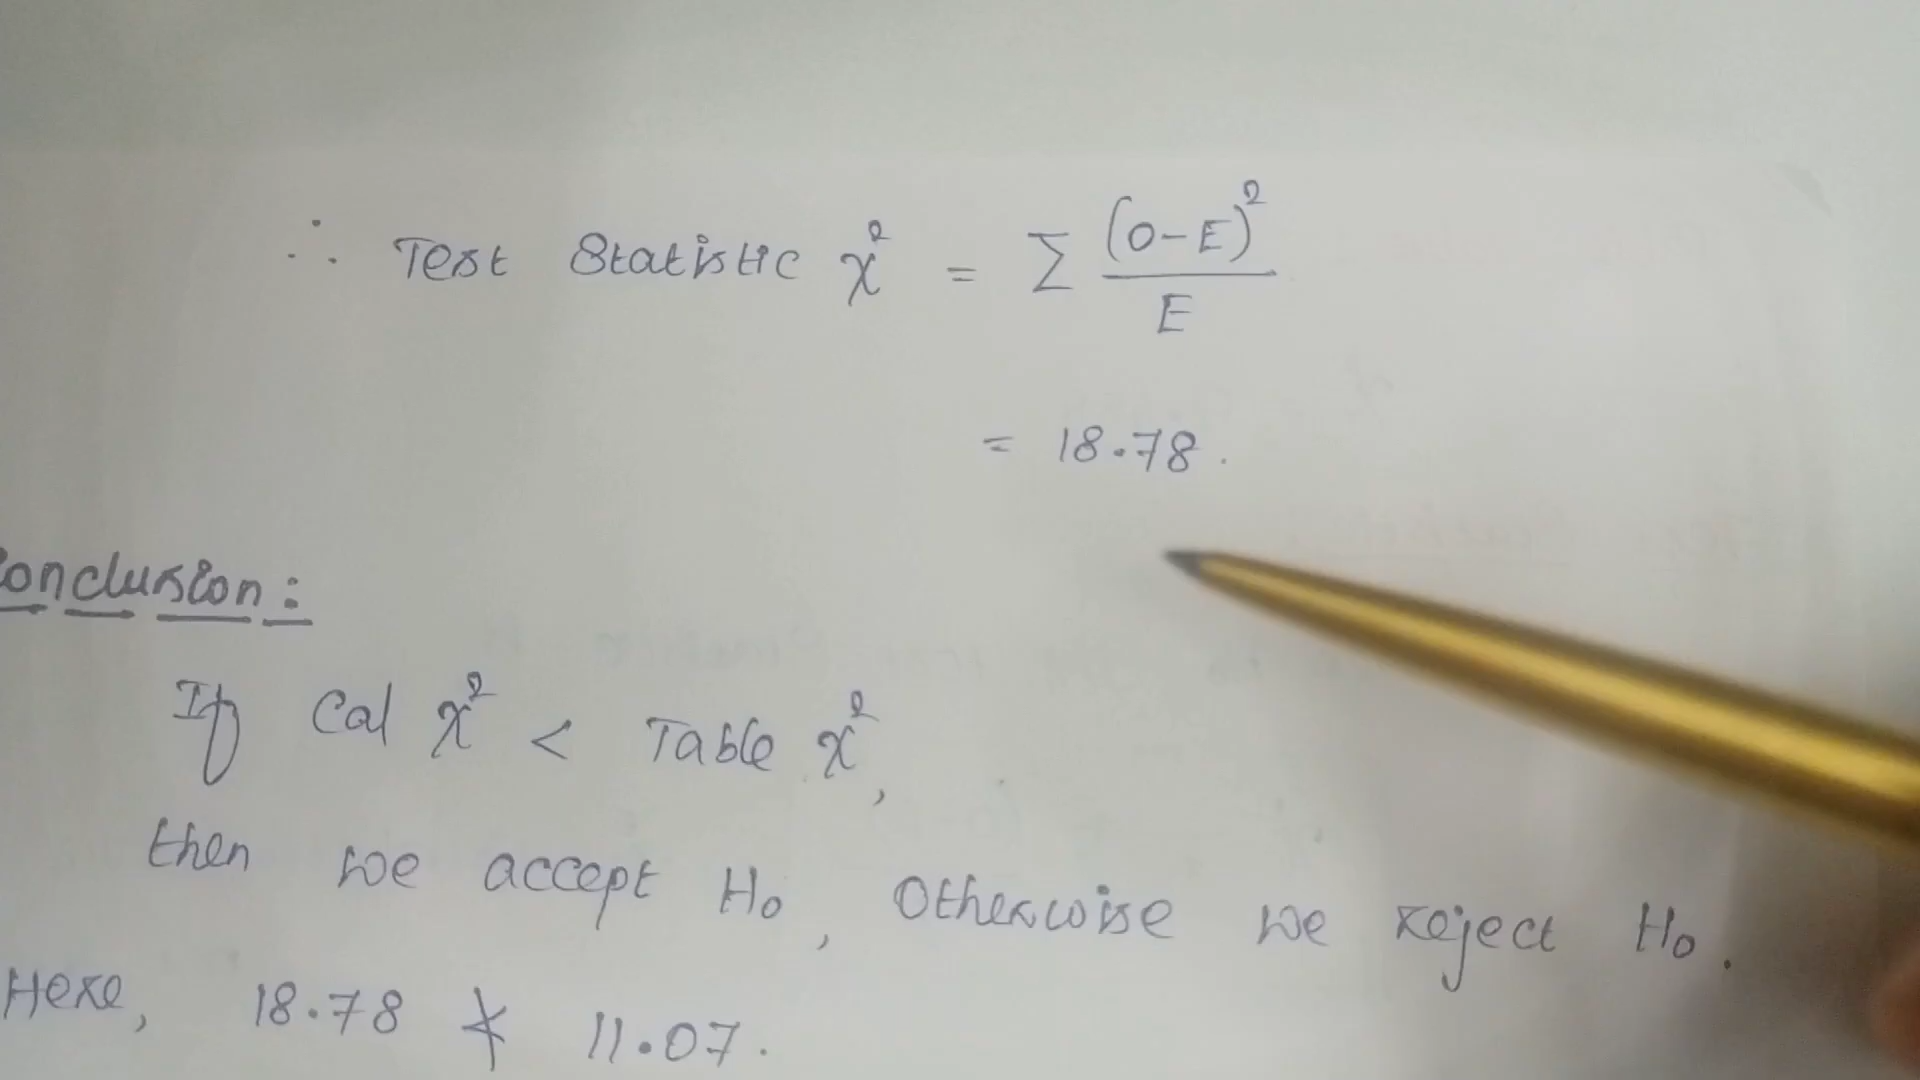 ∴ Test Statistic χ² = Σ (O-E)² / E
= 18.78.
onclusion:
If Cal χ² < Table χ²,
then we accept H₀, Otherwise we reject H₀.
Here, 18.78 ≮ 11.07.